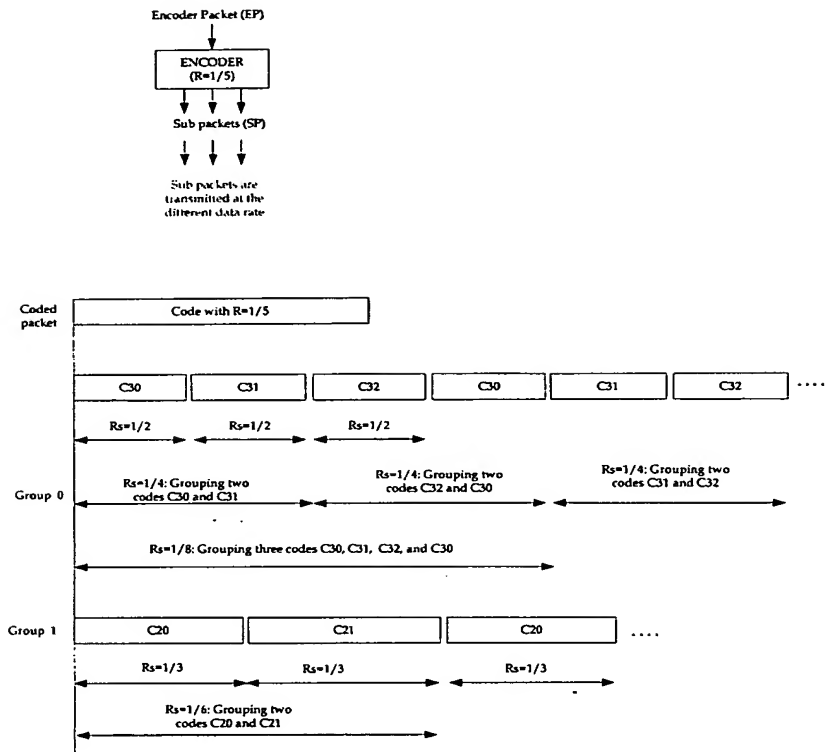 Encoder Packet (EP)
ENCODER
(R=1/5)
Sub packets (SP)
Sub packets are
transmitted at the
different data rate
Coded
packet
Code with R=1/5
C30 C31 C32 C30 C31 C32 ....
Rs=1/2 Rs=1/2 Rs=1/2
Group 0
Rs=1/4: Grouping two
codes C30 and C31
Rs=1/4: Grouping two
codes C32 and C30
Rs=1/4: Grouping two
codes C31 and C32
Rs=1/8: Grouping three codes C30, C31, C32, and C30
Group 1
C20 C21 C20 ....
Rs=1/3 Rs=1/3 Rs=1/3
Rs=1/6: Grouping two
codes C20 and C21